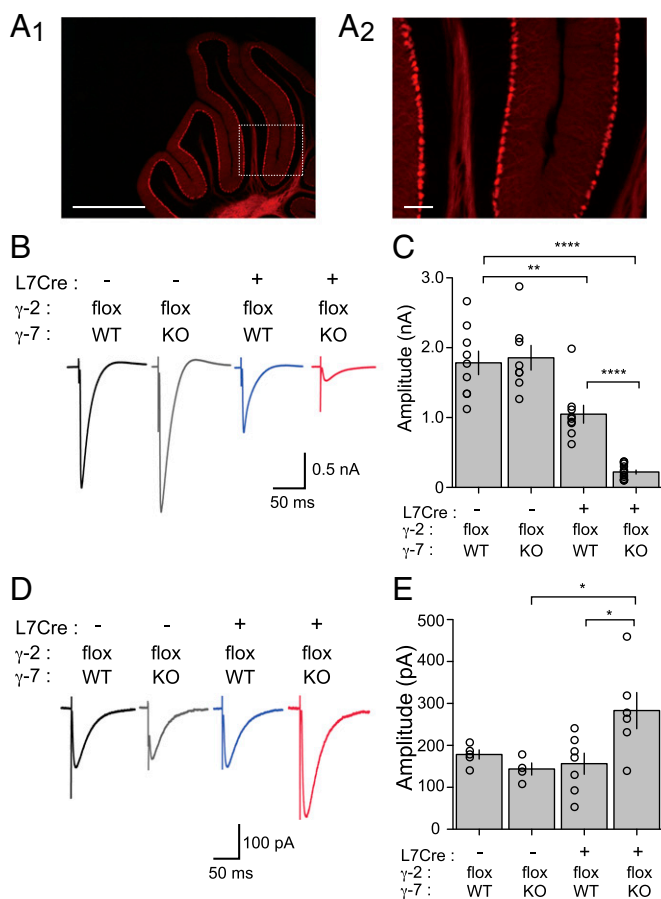 A1
A2
B
L7Cre : - - + +
γ-2 : flox flox flox flox
γ-7 : WT KO WT KO
0.5 nA
50 ms
C
****
**
****
Amplitude (nA)
3.0
2.0
1.0
0
L7Cre : - - + +
γ-2 : flox flox flox flox
γ-7 : WT KO WT KO
D
L7Cre : - - + +
γ-2 : flox flox flox flox
γ-7 : WT KO WT KO
100 pA
50 ms
E
*
*
Amplitude (pA)
500
400
300
200
100
0
L7Cre : - - + +
γ-2 : flox flox flox flox
γ-7 : WT KO WT KO